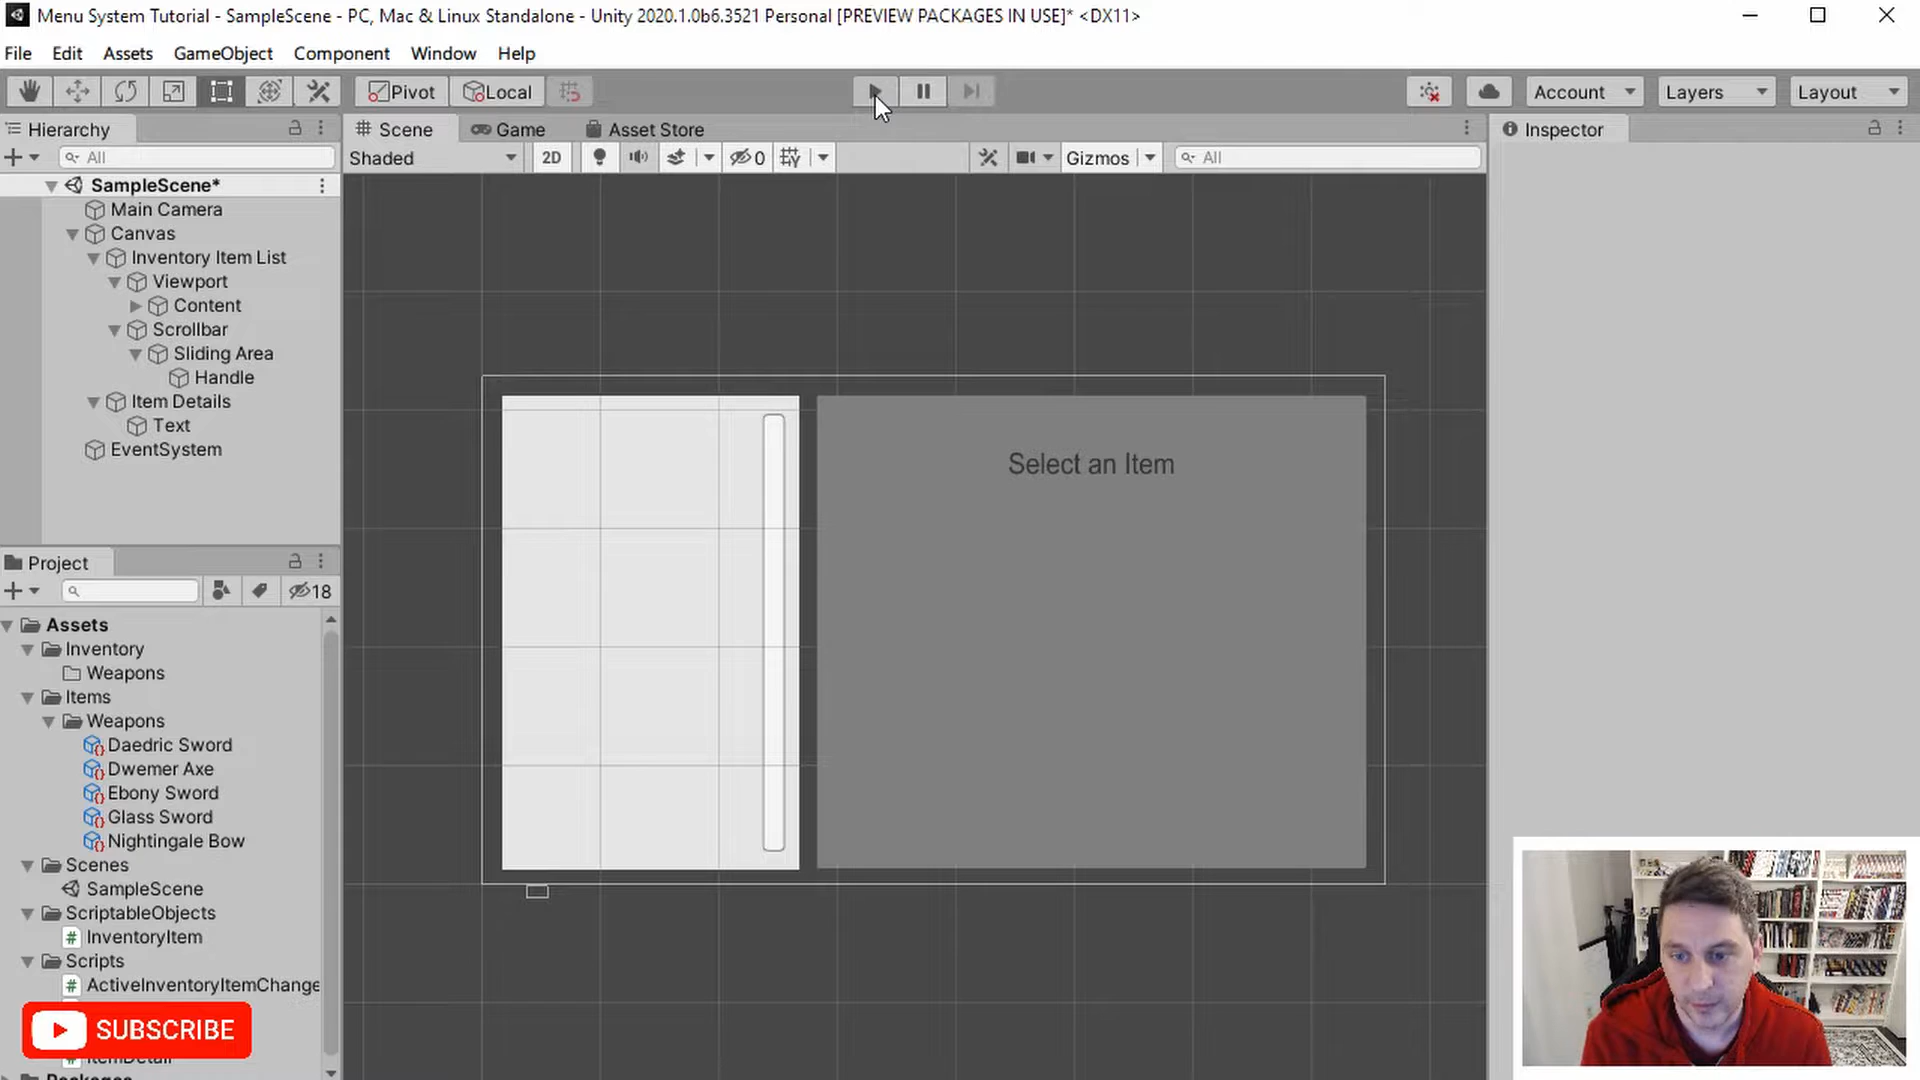 Menu System Tutorial - SampleScene - PC, Mac & Linux Standalone - Unity 2020.1.0b6.3521 Personal [PREVIEW PACKAGES IN USE]* <DX11>
File Edit Assets GameObject Component Window Help
Pivot Local Account Layers Layout
Hierarchy
All
SampleScene*
Main Camera
Canvas
Inventory Item List
Viewport
Content
Scrollbar
Sliding Area
Handle
Item Details
Text
EventSystem
Scene Game Asset Store
Shaded 2D 0 Gizmos All
Select an Item
Inspector
Project
18
Assets
Inventory
Weapons
Items
Weapons
Daedric Sword
Dwemer Axe
Ebony Sword
Glass Sword
Nightingale Bow
Scenes
SampleScene
ScriptableObjects
InventoryItem
Scripts
ActiveInventoryItemChange
SUBSCRIBE
ItemDetail
Packages